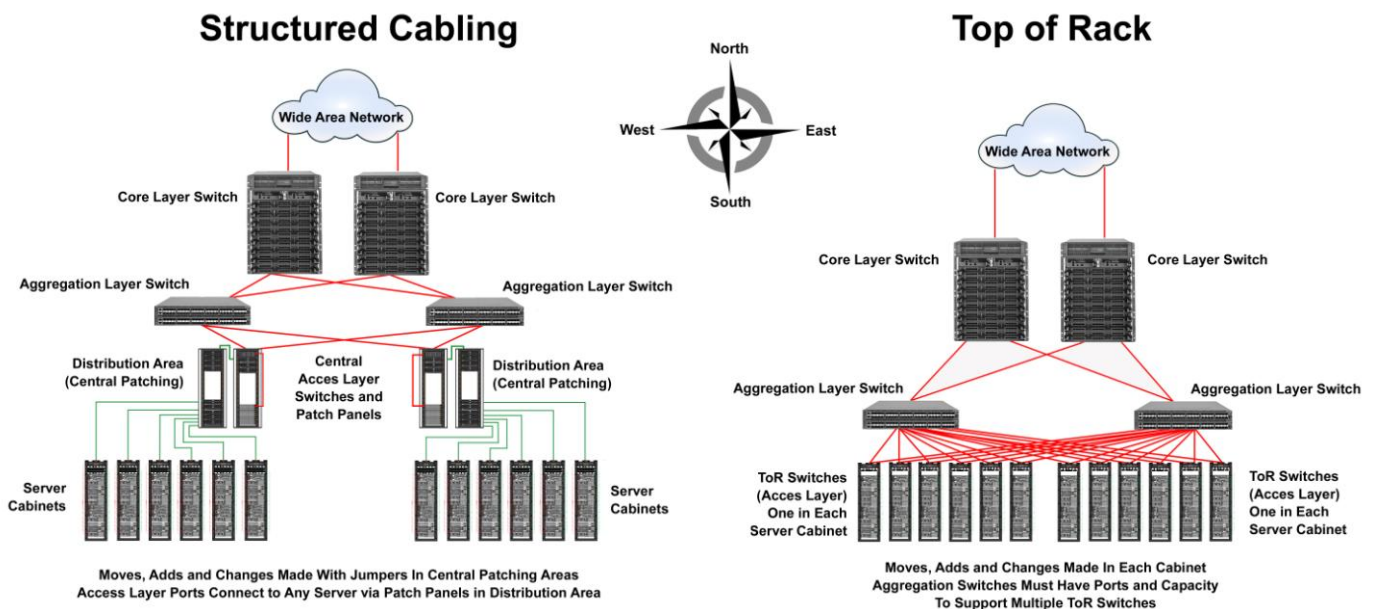 Structured Cabling
Wide Area Network
Core Layer Switch
Core Layer Switch
Aggregation Layer Switch
Aggregation Layer Switch
Distribution Area
(Central Patching)
Central
Acces Layer
Switches and
Patch Panels
Distribution Area
(Central Patching)
Server
Cabinets
Server
Cabinets
Moves, Adds and Changes Made With Jumpers In Central Patching Areas
Access Layer Ports Connect to Any Server via Patch Panels in Distribution Area
North
West
East
South
Top of Rack
Wide Area Network
Core Layer Switch
Core Layer Switch
Aggregation Layer Switch
Aggregation Layer Switch
ToR Switches
(Acces Layer)
One in Each
Server Cabinet
ToR Switches
(Acces Layer)
One in Each
Server Cabinet
Moves, Adds and Changes Made In Each Cabinet
Aggregation Switches Must Have Ports and Capacity
To Support Multiple ToR Switches